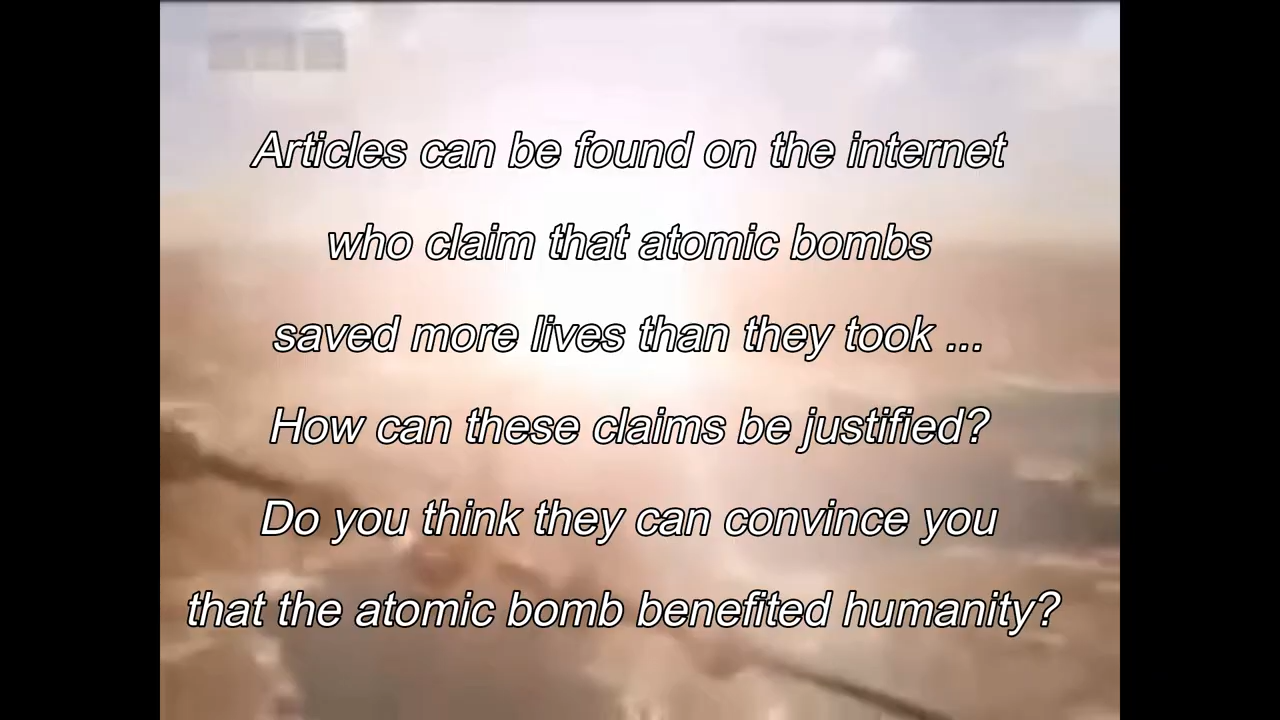 Articles can be found on the internet
who claim that atomic bombs
saved more lives than they took ...
How can these claims be justified?
Do you think they can convince you
that the atomic bomb benefited humanity?